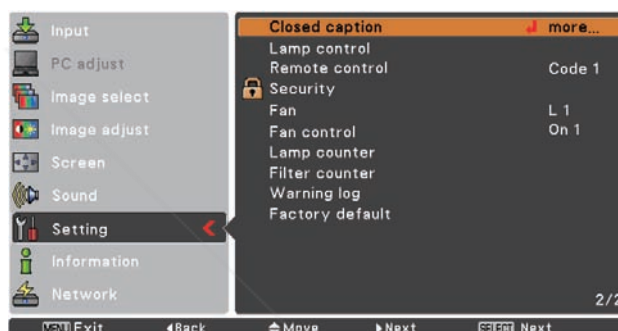 Input
PC adjust
Image select
Image adjust
Screen
Sound
Setting
Information
Network
Closed caption more...
Lamp control
Remote control Code 1
Security
Fan L 1
Fan control On 1
Lamp counter
Filter counter
Warning log
Factory default
2/2
MENU Exit Back Move Next SELECT Next